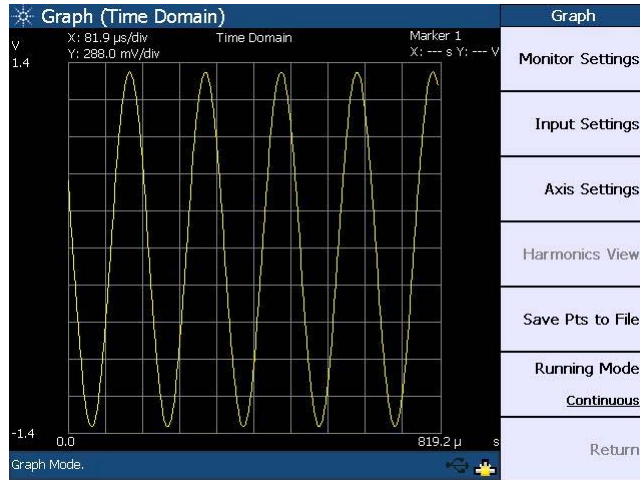 Graph (Time Domain)
Graph
X: 81.9 µs/div
Time Domain
Marker 1
Y: 288.0 mV/div
X: --- s Y: --- V
V
1.4
-1.4
0.0
819.2 µ
s
Graph Mode.
Monitor Settings
Input Settings
Axis Settings
Harmonics View
Save Pts to File
Running Mode
Continuous
Return